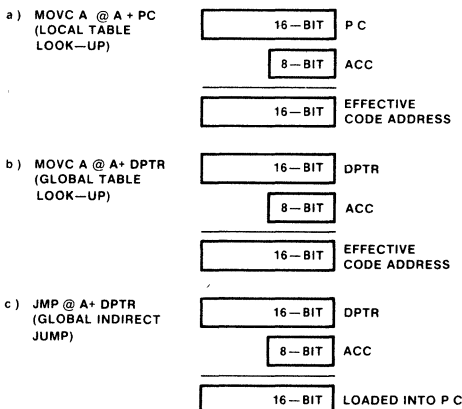 a) MOVC A @ A + PC
(LOCAL TABLE
LOOK—UP)
16—BIT PC
8—BIT ACC
16—BIT EFFECTIVE
CODE ADDRESS
b) MOVC A @ A+ DPTR
(GLOBAL TABLE
LOOK—UP)
16—BIT DPTR
8—BIT ACC
16—BIT EFFECTIVE
CODE ADDRESS
c) JMP @ A+ DPTR
(GLOBAL INDIRECT
JUMP)
16—BIT DPTR
8—BIT ACC
16—BIT LOADED INTO PC